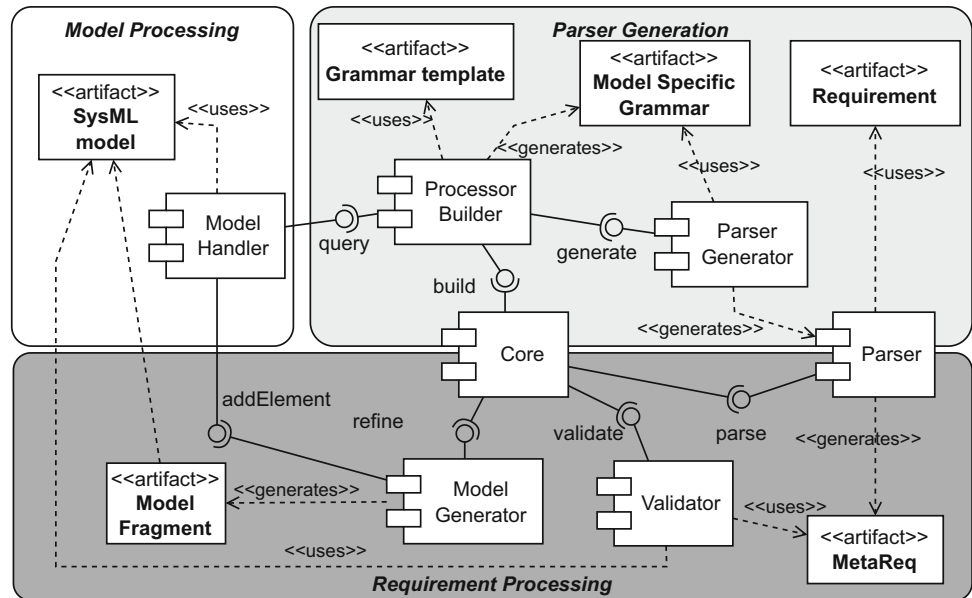 Model Processing
Parser Generation
<<artifact>>
Grammar template
<<artifact>>
Model Specific
Grammar
<<artifact>>
Requirement
<<artifact>>
SysML
model
<<uses>>
<<uses>>
<<generates>>
<<uses>>
<<uses>>
Model
Handler
query
Processor
Builder
generate
Parser
Generator
build
<<generates>>
Core
Parser
addElement
refine
validate
parse
<<generates>>
<<artifact>>
Model
Fragment
<<generates>>
Model
Generator
Validator
<<uses>>
<<uses>>
<<artifact>>
MetaReq
Requirement Processing